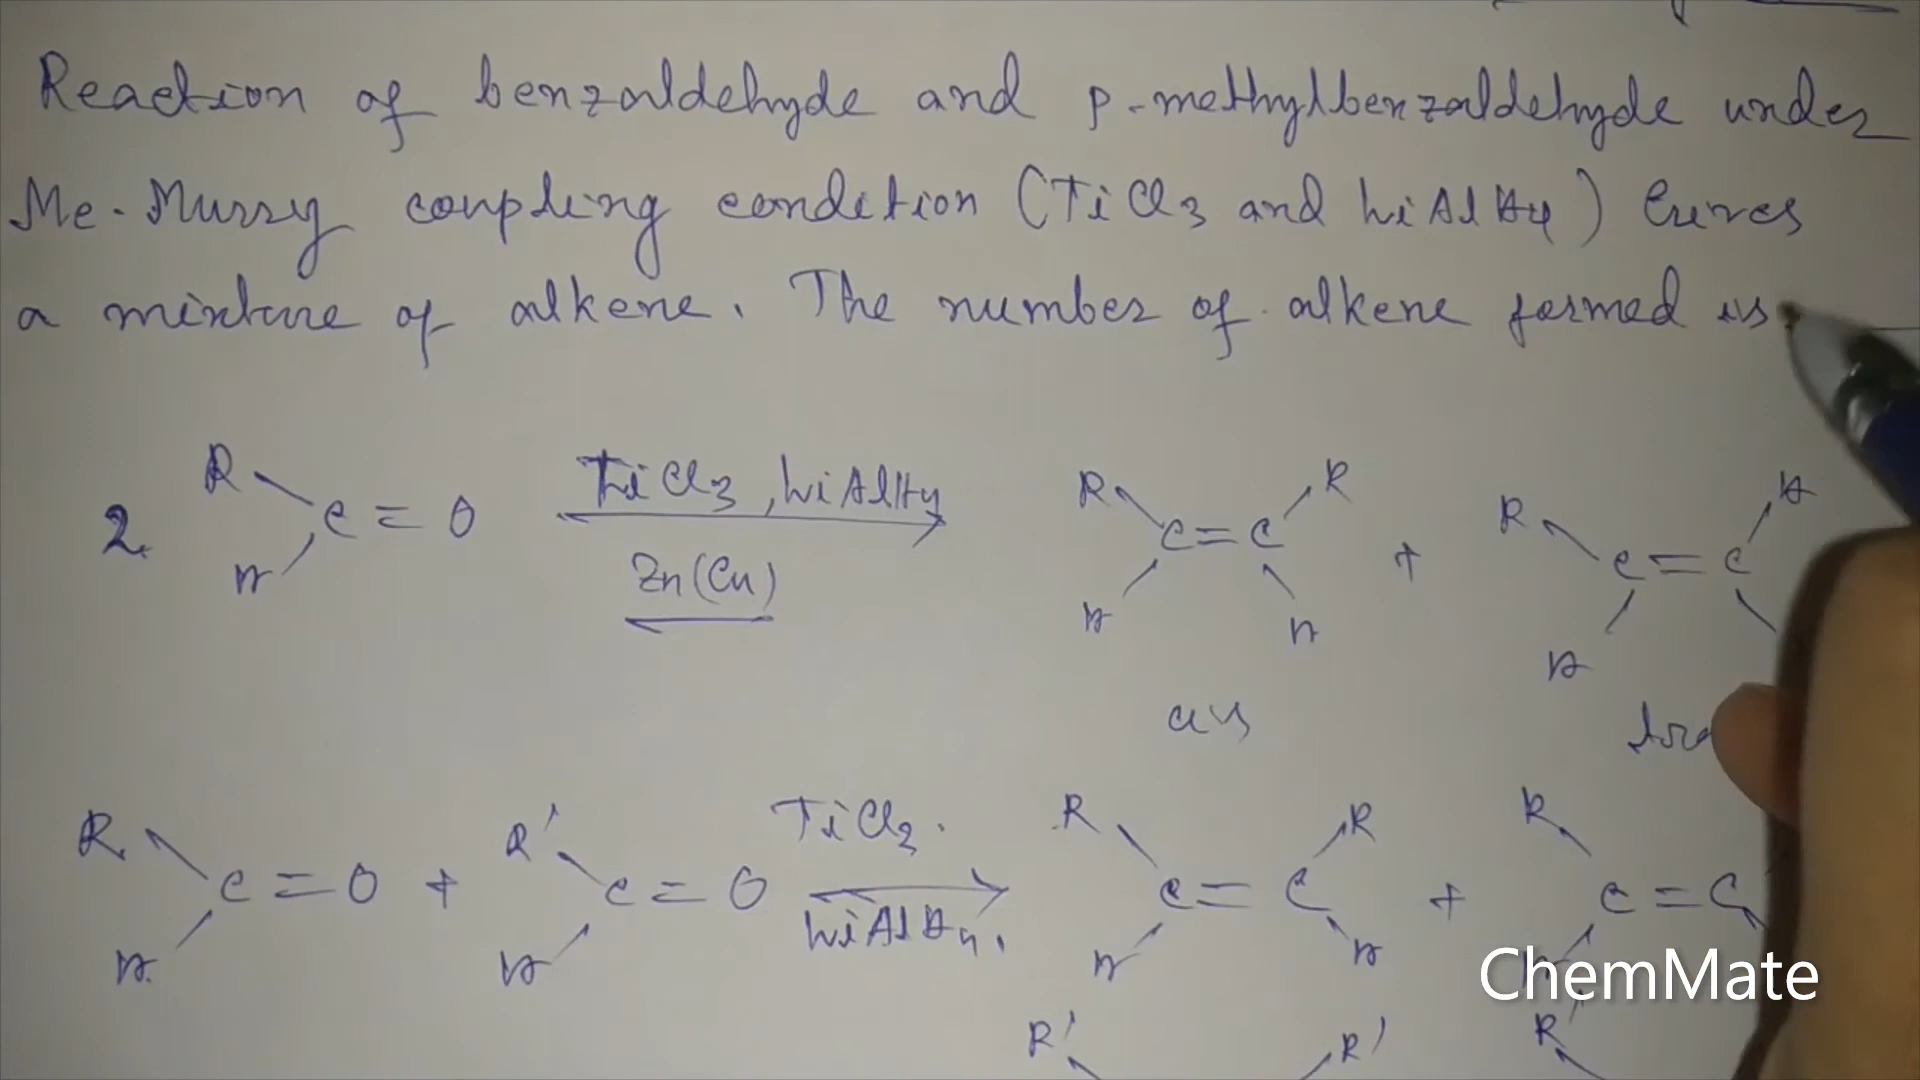 Reaction of benzaldehyde and p-methylbenzaldehyde under
Mc-Murry coupling condition (TiCl3 and LiAlH4) Gives
a mixture of alkene. The number of alkene formed is
2 R H C = O TiCl3, LiAlH4 R H C = C R H + R H C = C H
Zn(Cu)
cis
R H C = O + R' H C = O TiCl3. R H C = C R H + R C = C
LiAlH4.
ChemMate
R' R' R'